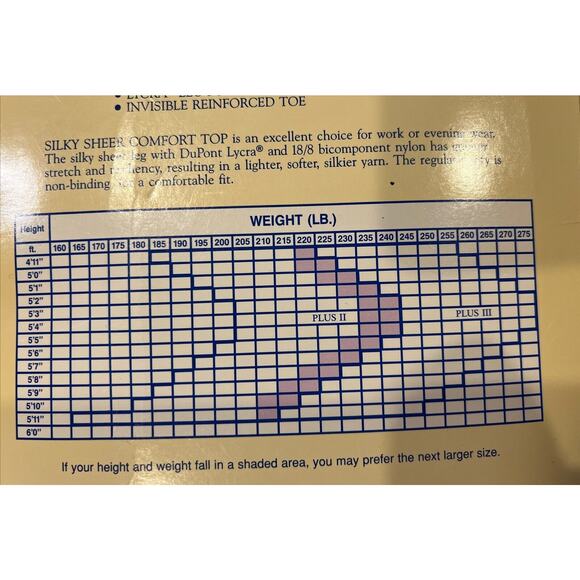 • INVISIBLE REINFORCED TOE
SILKY SHEER COMFORT TOP is an excellent choice for work or evening wear.
The silky sheer leg with DuPont Lycra® and 18/8 bicomponent nylon has
stretch and resiliency, resulting in a lighter, softer, silkier yarn. The regular is
non-binding for a comfortable fit.
Height WEIGHT (LB.)
ft. 160 165 170 175 180 185 190 195 200 205 210 215 220 225 230 235 240 245 250 255 260 265 270 275
4'11"
5'0"
5'1"
5'2"
5'3" PLUS II PLUS III
5'4"
5'5"
5'6"
5'7"
5'8"
5'9"
5'10"
5'11"
6'0"
If your height and weight fall in a shaded area, you may prefer the next larger size.